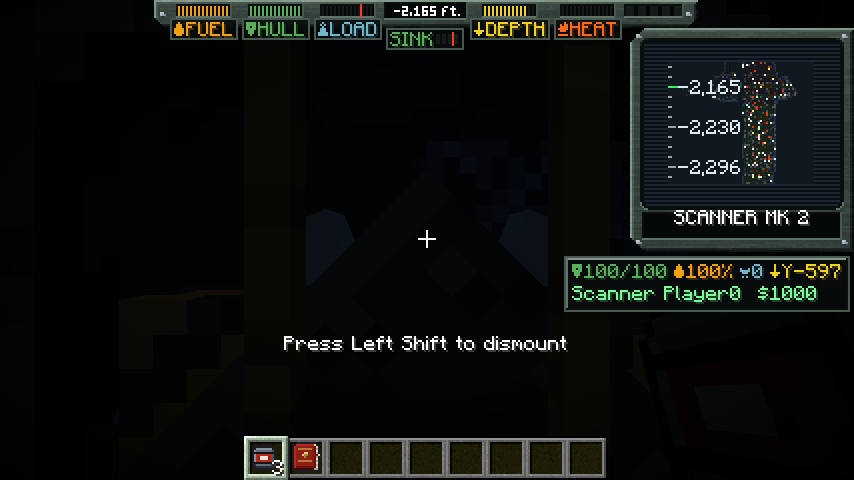 -2,165 ft.
FUEL HULL LOAD DEPTH HEAT
SINK
-2,165
-2,230
-2,296
SCANNER MK 2
100/100 100% 0 Y-597
Scanner Player0 $1000
Press Left Shift to dismount
3